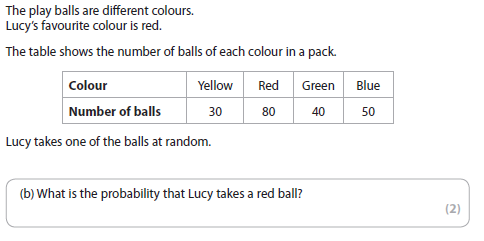 The play balls are different colours.
Lucy's favourite colour is red.
The table shows the number of balls of each colour in a pack.
Colour Yellow Red Green Blue
Number of balls 30 80 40 50
Lucy takes one of the balls at random.
(b) What is the probability that Lucy takes a red ball?
(2)